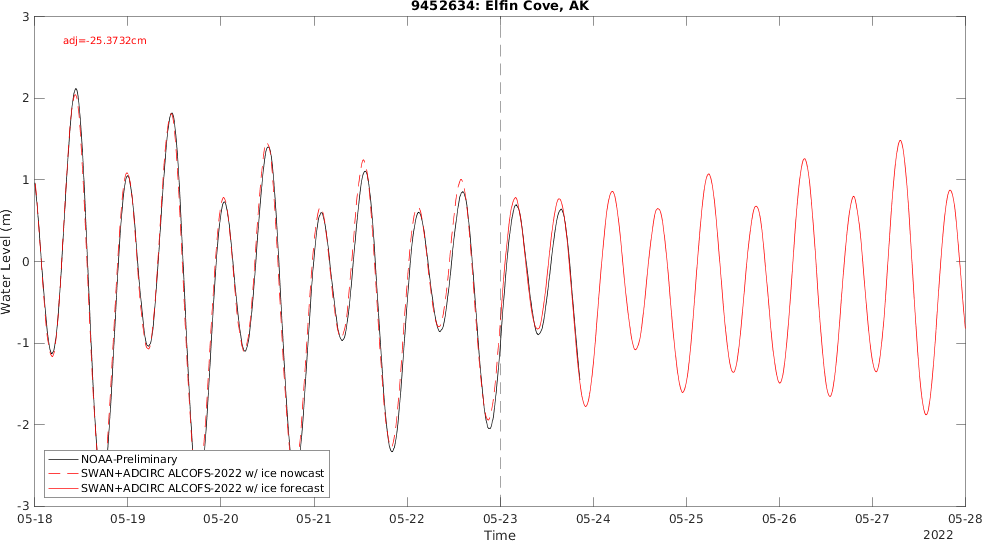 9452634: Elfin Cove, AK
adj=-25.3732cm
3
2
1
0
-1
-2
-3
Water Level (m)
NOAA-Preliminary
SWAN+ADCIRC ALCOFS-2022 w/ ice nowcast
SWAN+ADCIRC ALCOFS-2022 w/ ice forecast
05-18 05-19 05-20 05-21 05-22 05-23 05-24 05-25 05-26 05-27 05-28
Time
2022